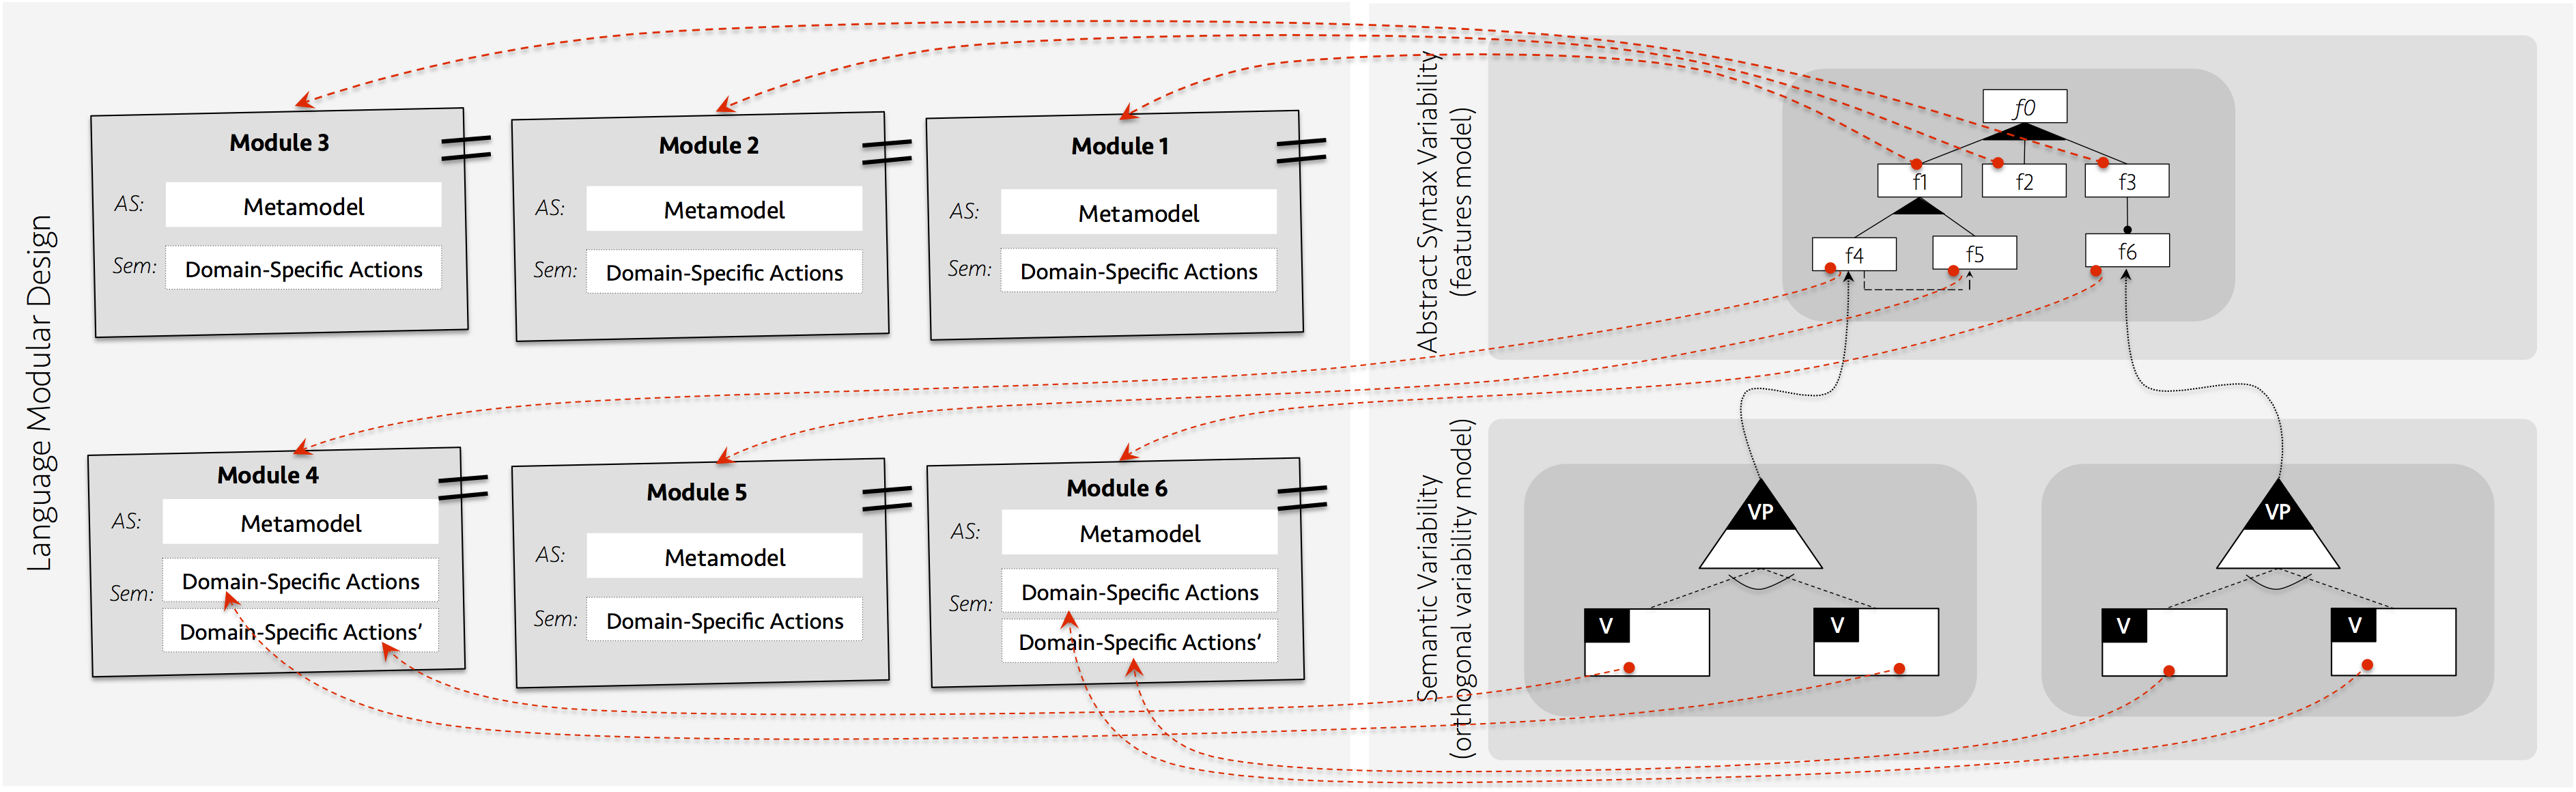 Language Modular Design
Module 3
AS:
Metamodel
Sem:
Domain-Specific Actions
Module 2
AS:
Metamodel
Sem:
Domain-Specific Actions
Module 1
AS:
Metamodel
Sem:
Domain-Specific Actions
Module 4
AS:
Metamodel
Sem:
Domain-Specific Actions
Domain-Specific Actions’
Module 5
AS:
Metamodel
Sem:
Domain-Specific Actions
Module 6
AS:
Metamodel
Sem:
Domain-Specific Actions
Domain-Specific Actions’
Abstract Syntax Variability
(features model)
f0
f1
f2
f3
f4
f5
f6
Semantic Variability
(orthogonal variability model)
VP
V
V
VP
V
V